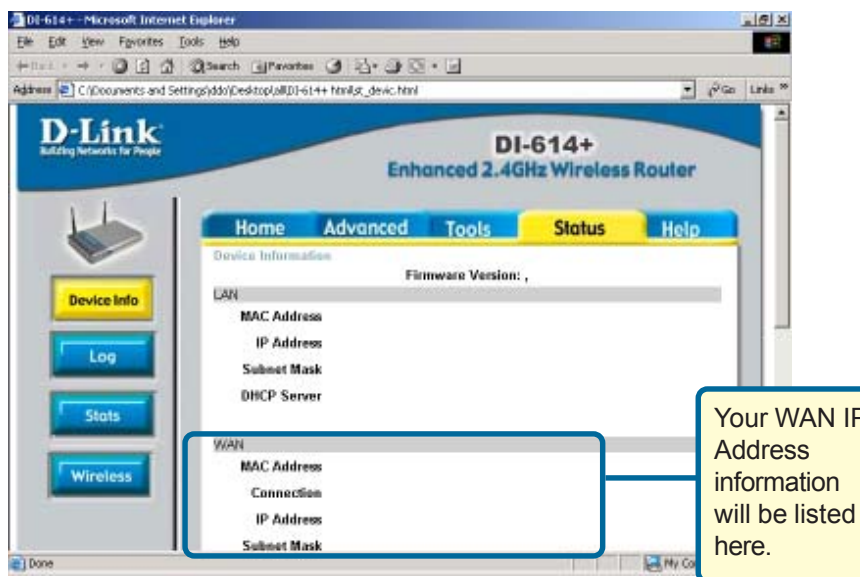 DI-614+ - Microsoft Internet Explorer
File Edit View Favorites Tools Help
Back Search Favorites
Address C:\Documents and Settings\ddo\Desktop\all\DI-614+ html\st_devic.html Go Links »
D-Link
Building Networks for People
DI-614+
Enhanced 2.4GHz Wireless Router
Home Advanced Tools Status Help
Device Information
Firmware Version: ,
Device Info
LAN
MAC Address
IP Address
Log
Subnet Mask
DHCP Server
Stats
WAN
MAC Address
Wireless
Connection
IP Address
Subnet Mask
Your WAN IP
Address
information
will be listed
here.
Done My Co